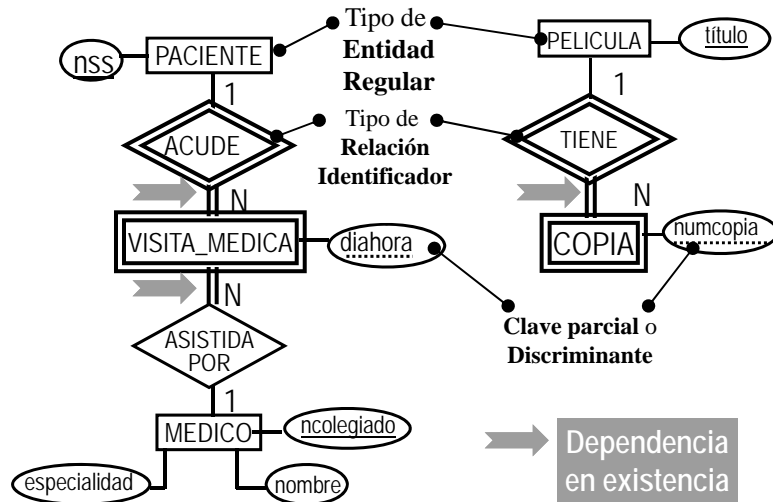 Tipo de
Entidad
Regular
nss
PACIENTE
PELICULA
título
1
1
ACUDE
Tipo de
Relación
Identificador
TIENE
N
N
VISITA_MEDICA
diahora
COPIA
numcopia
N
Clave parcial o
Discriminante
ASISTIDA
POR
1
MEDICO
ncolegiado
especialidad
nombre
Dependencia
en existencia